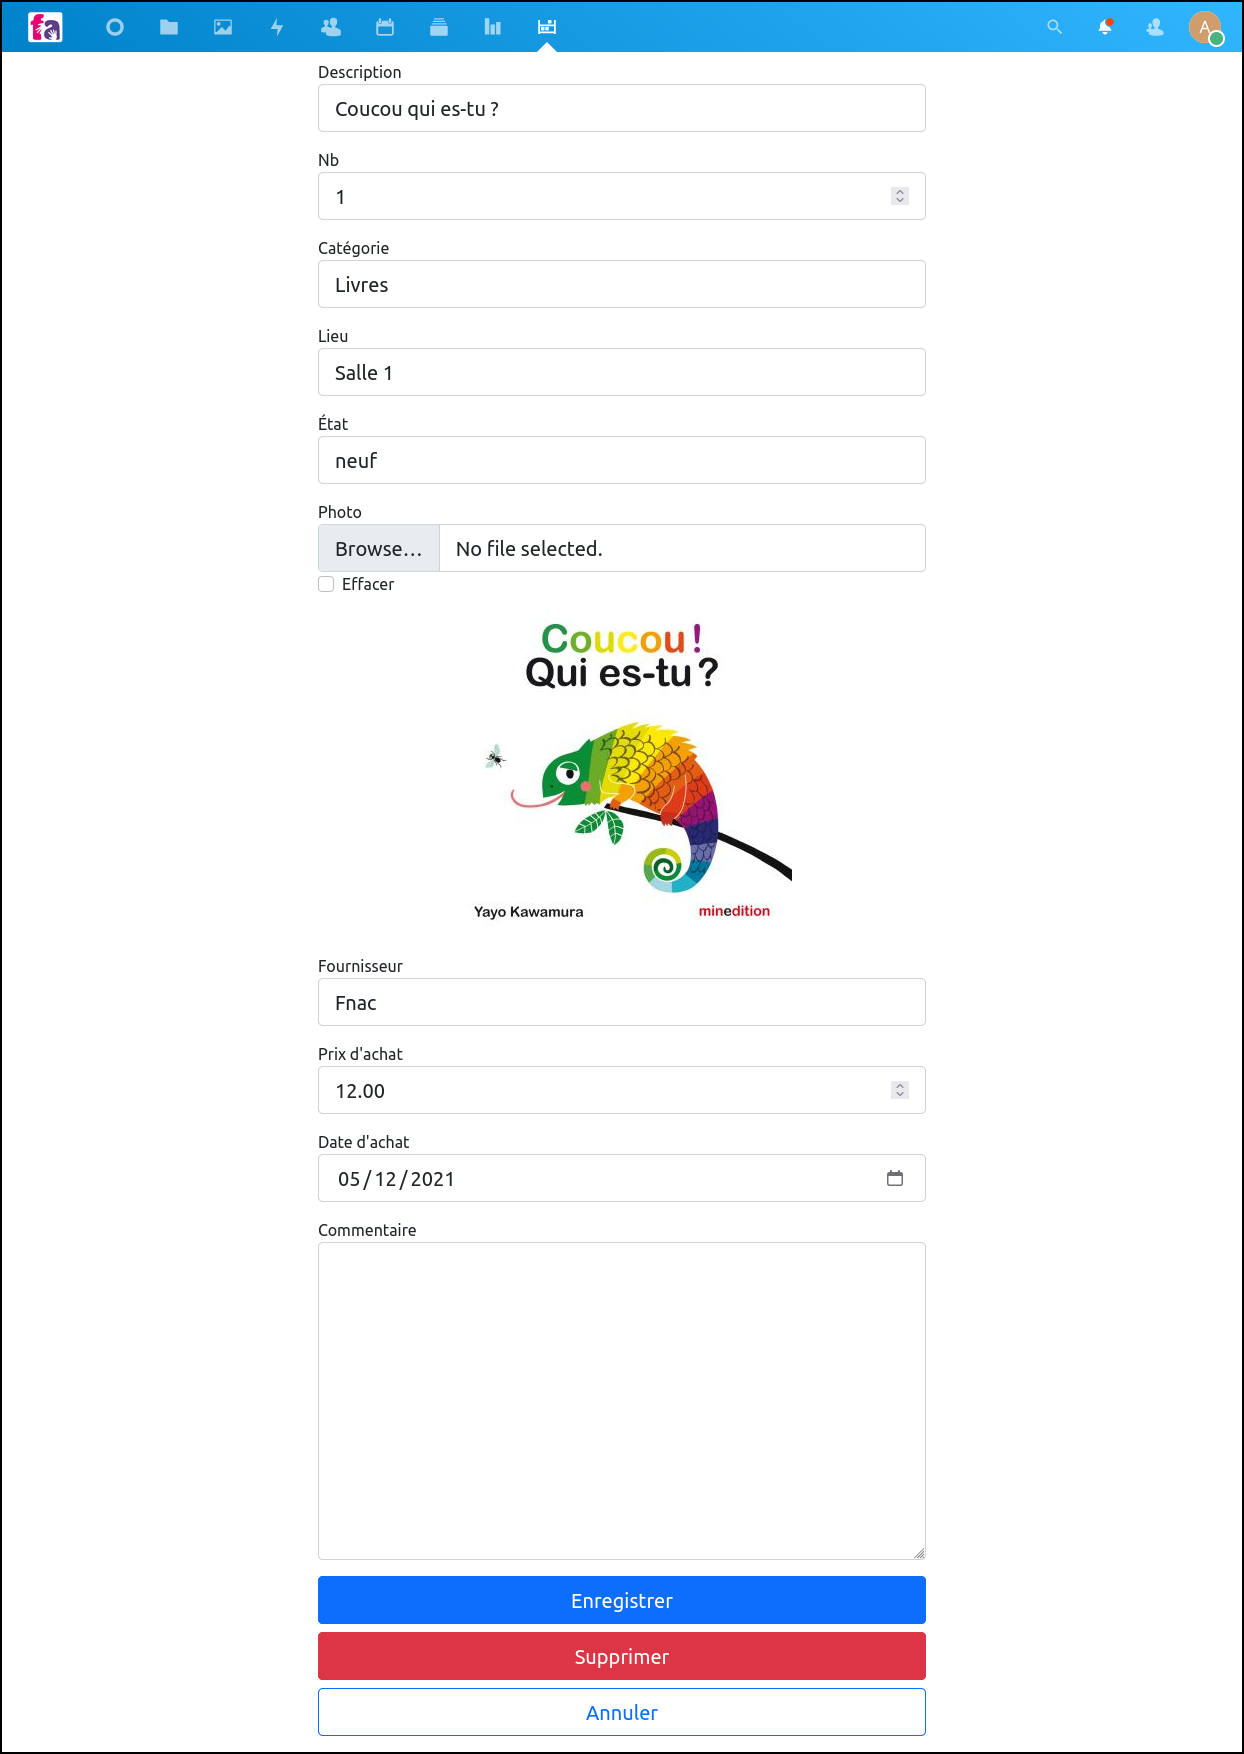 fa
A
Description
Coucou qui es-tu ?
Nb
1
Catégorie
Livres
Lieu
Salle 1
État
neuf
Photo
Browse… No file selected.
Effacer
Coucou !
Qui es-tu ?
Yayo Kawamura minedition
Fournisseur
Fnac
Prix d'achat
12.00
Date d'achat
05/12/2021
Commentaire
Enregistrer
Supprimer
Annuler